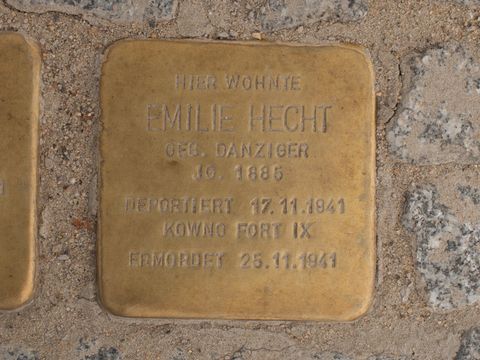 HIER WOHNTE
EMILIE HECHT
GEB. DANZIGER
JG. 1885
DEPORTIERT 17.11.1941
KOWNO FORT IX
ERMORDET 25.11.1941